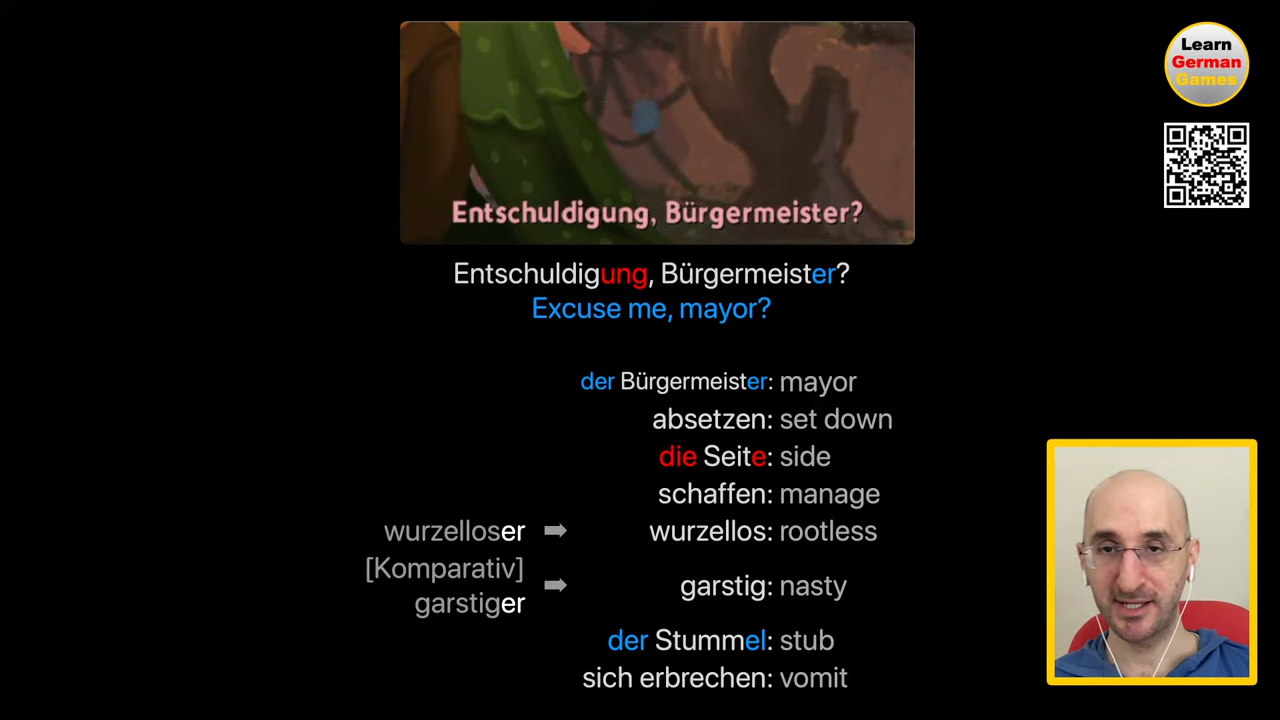 Learn
German
Games
Entschuldigung, Bürgermeister?
Entschuldigung, Bürgermeister?
Excuse me, mayor?
der Bürgermeister: mayor
absetzen: set down
die Seite: side
schaffen: manage
wurzelloser ➡ wurzellos: rootless
[Komparativ]
garstiger ➡ garstig: nasty
der Stummel: stub
sich erbrechen: vomit